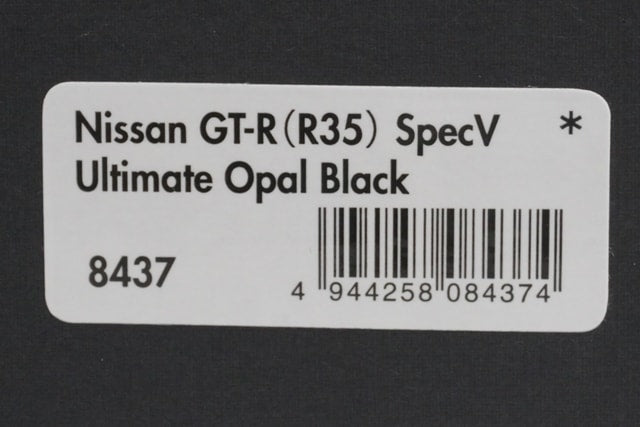 Nissan GT-R（R35）SpecV *
Ultimate Opal Black
8437
4 944258 084374